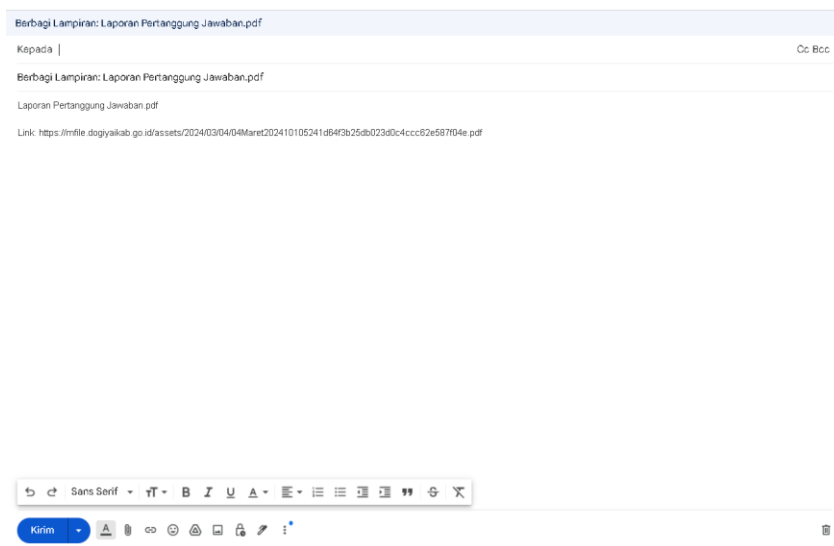 Berbagi Lampiran: Laporan Pertanggung Jawaban.pdf
Kepada Cc Bcc
Berbagi Lampiran: Laporan Pertanggung Jawaban.pdf
Laporan Pertanggung Jawaban.pdf
Link: https://mfile.dogiyaikab.go.id/assets/2024/03/04/04Maret202410105241d64f3b25db023d0c4ccc62e587f04e.pdf
Sans Serif
Kirim